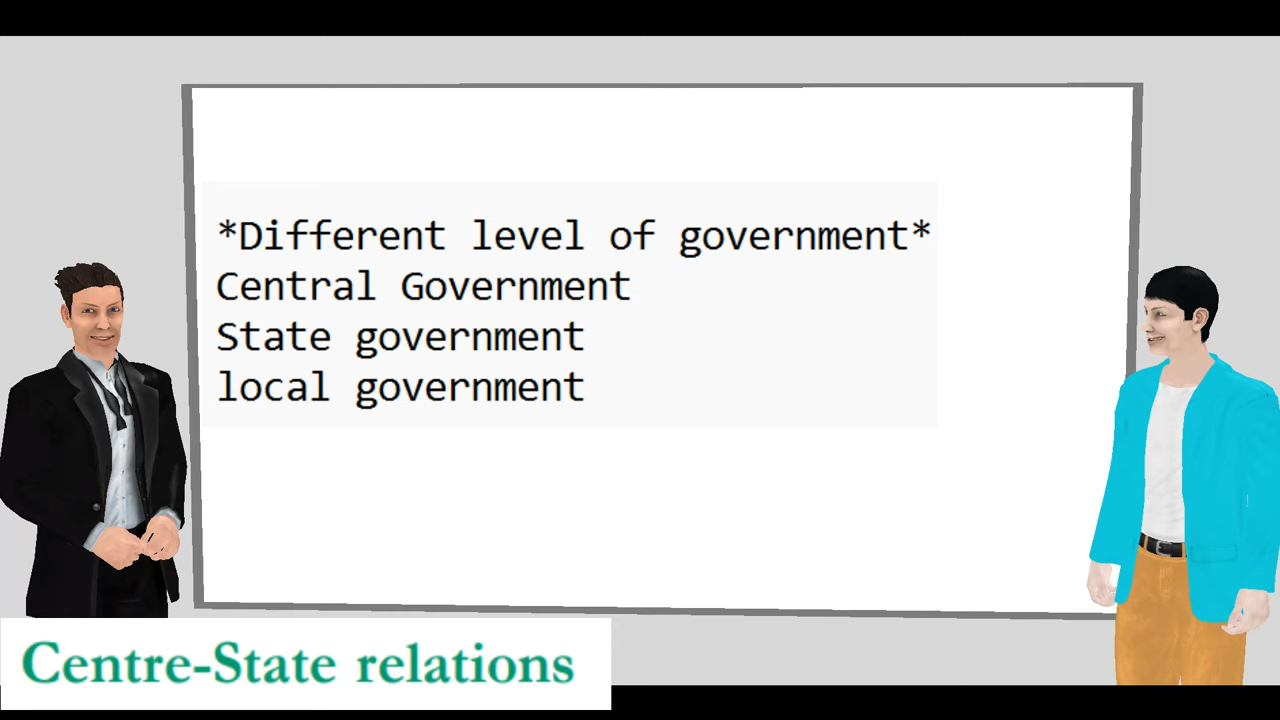 *Different level of government*
Central Government
State government
local government
Centre-State relations